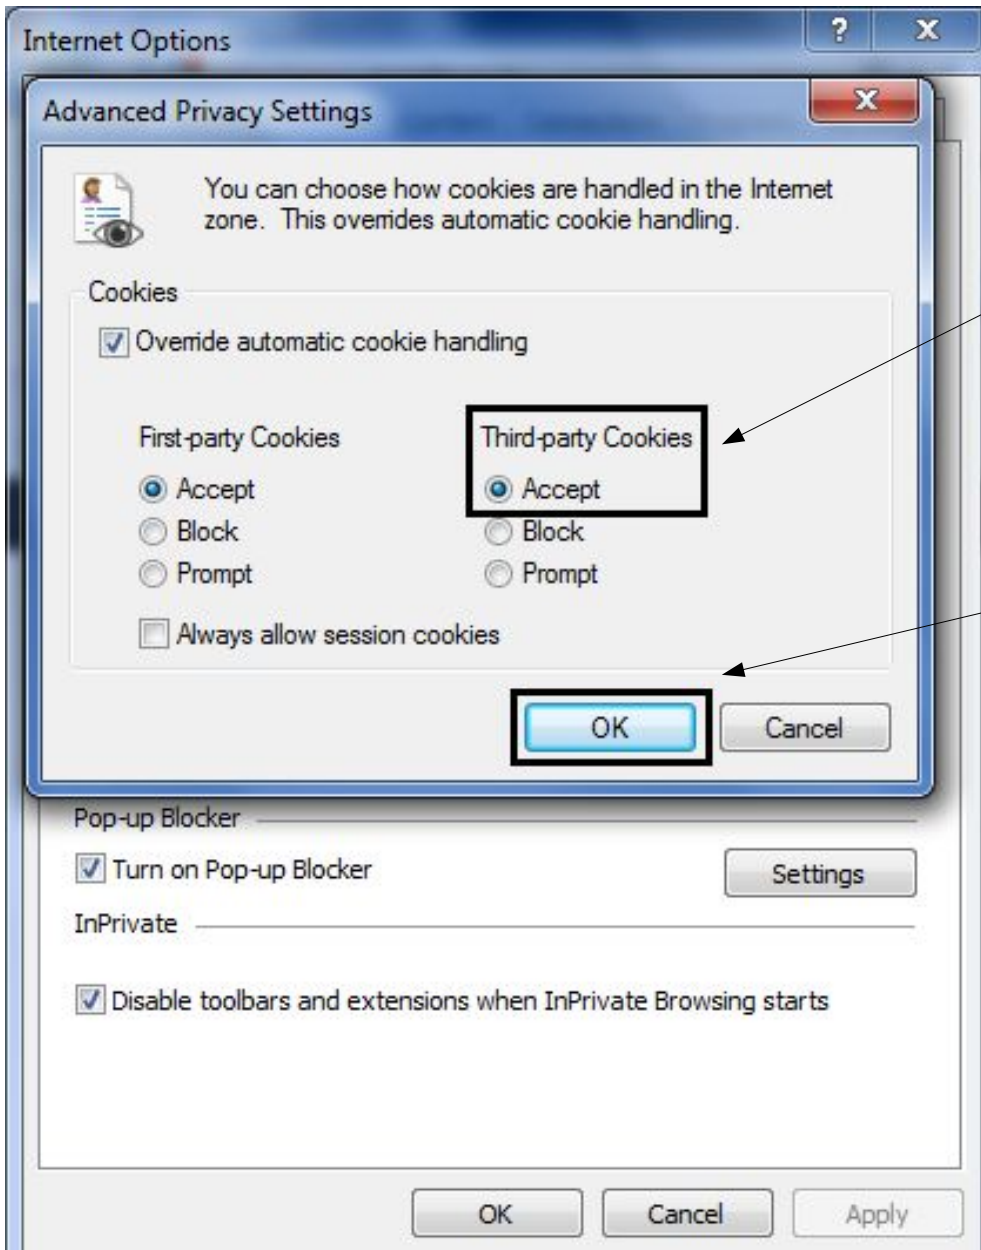 Internet Options
Advanced Privacy Settings
You can choose how cookies are handled in the Internet
zone. This overrides automatic cookie handling.
Cookies
Override automatic cookie handling
First-party Cookies
Third-party Cookies
Accept
Accept
Block
Block
Prompt
Prompt
Always allow session cookies
OK
Cancel
Pop-up Blocker
Turn on Pop-up Blocker
Settings
InPrivate
Disable toolbars and extensions when InPrivate Browsing starts
OK
Cancel
Apply